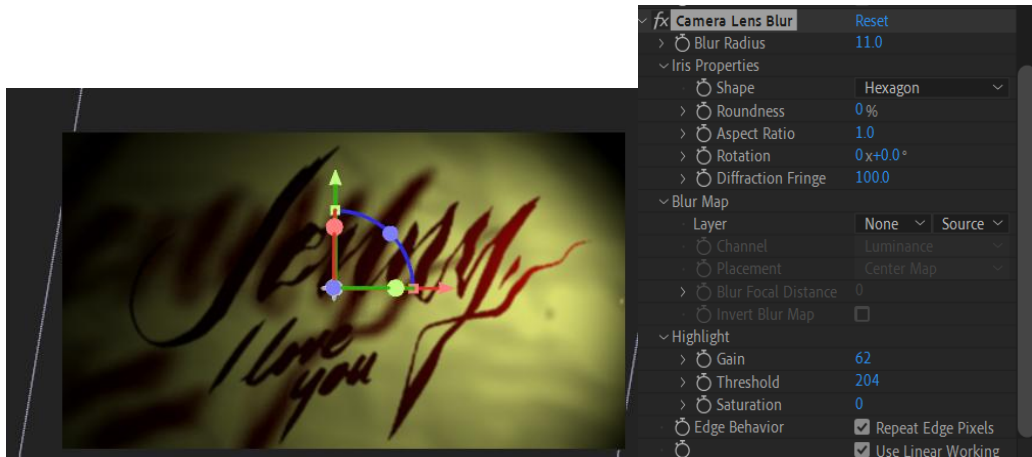 fx Camera Lens Blur Reset
Blur Radius 11.0
Iris Properties
Shape Hexagon
Roundness 0 %
Aspect Ratio 1.0
Rotation 0 x+0.0 °
Diffraction Fringe 100.0
Blur Map
Layer None Source
Channel Luminance
Placement Center Map
Blur Focal Distance 0
Invert Blur Map
Highlight
Gain 62
Threshold 204
Saturation 0
Edge Behavior Repeat Edge Pixels
Use Linear Working
I love
you